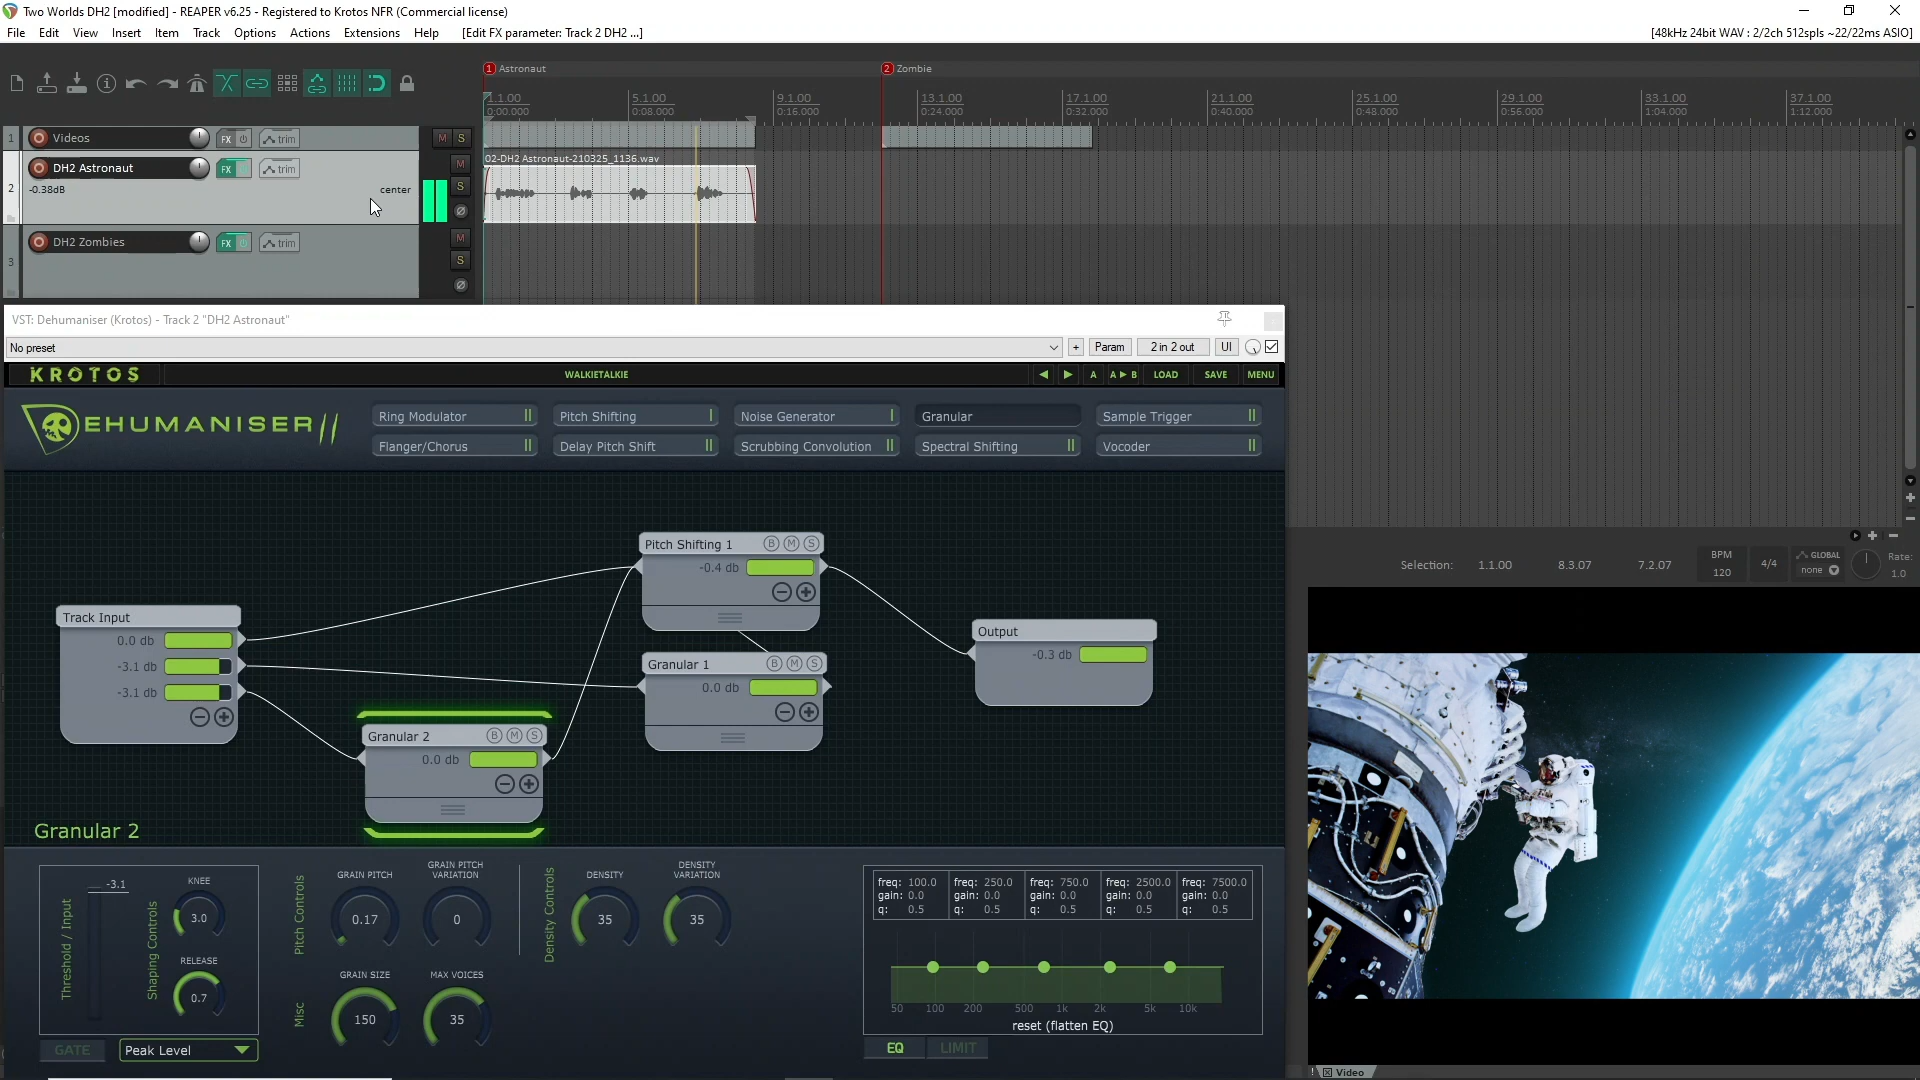 Two Worlds DH2 [modified] - REAPER v6.25 - Registered to Krotos NFR (Commercial license)
File Edit View Insert Item Track Options Actions Extensions Help [Edit FX parameter: Track 2 DH2 ...] [48kHz 24bit WAV : 2/2ch 512spls ~22/22ms ASIO]
1 Astronaut 2 Zombie
1.1.00 5.1.00 9.1.00 13.1.00 17.1.00 21.1.00 25.1.00 29.1.00 33.1.00 37.1.00
0:00.000 0:08.000 0:16.000 0:24.000 0:32.000 0:40.000 0:48.000 0:56.000 1:04.000 1:12.000
1 Videos FX trim M S
02-DH2 Astronaut-210325_1136.wav
DH2 Astronaut FX trim M
2 -0.38dB center S
DH2 Zombies FX trim M
3 S
VST: Dehumaniser (Krotos) - Track 2 "DH2 Astronaut"
No preset + Param 2 in 2 out UI
KROTOS WALKIETALKIE A A B LOAD SAVE MENU
EHUMANISER II
Ring Modulator Pitch Shifting Noise Generator Granular Sample Trigger
Flanger/Chorus Delay Pitch Shift Scrubbing Convolution Spectral Shifting Vocoder
Pitch Shifting 1 B M S
-0.4 db
Track Input
0.0 db
-3.1 db
-3.1 db
Granular 1 B M S
0.0 db
Output
-0.3 db
Granular 2 B M S
0.0 db
Selection: 1.1.00 8.3.07 7.2.07
BPM
120
4/4
GLOBAL
none
Rate:
1.0
Granular 2
Threshold / Input
-3.1
Shaping Controls
KNEE
3.0
RELEASE
0.7
GATE Peak Level
Pitch Controls
GRAIN PITCH
0.17
GRAIN PITCH
VARIATION
0
Misc
GRAIN SIZE
150
MAX VOICES
35
Density Controls
DENSITY
35
DENSITY
VARIATION
35
freq: 100.0 freq: 250.0 freq: 750.0 freq: 2500.0 freq: 7500.0
gain: 0.0 gain: 0.0 gain: 0.0 gain: 0.0 gain: 0.0
q: 0.5 q: 0.5 q: 0.5 q: 0.5 q: 0.5
50 100 200 500 1k 2k 5k 10k
reset (flatten EQ)
EQ LIMIT
! Video